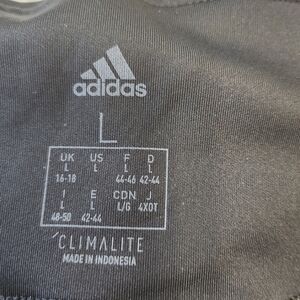 adidas
L
UK US F D
L L L L
16-18 44-46 42-44
I E CDN J
L L L/G 4XOT
48-50 42-44
CLIMALITE
MADE IN INDONESIA